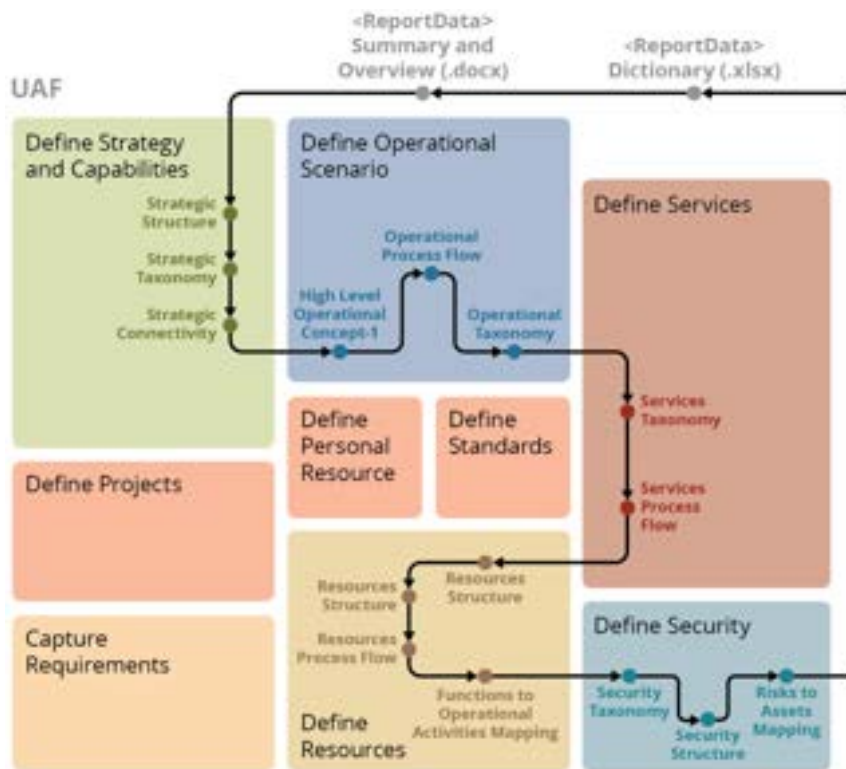 <ReportData>
Summary and
Overview (.docx)
<ReportData>
Dictionary (.xlsx)
UAF
Define Strategy
and Capabilities
Strategic
Structure
Strategic
Taxonomy
Strategic
Connectivity
Define Operational
Scenario
Operational
Process Flow
High Level
Operational
Concept-1
Operational
Taxonomy
Define Services
Services
Taxonomy
Services
Process
Flow
Define
Personal
Resource
Define
Standards
Define Projects
Capture
Requirements
Resources
Structure
Resources
Structure
Resources
Process Flow
Functions to
Operational
Activities Mapping
Define
Resources
Define Security
Security
Taxonomy
Security
Structure
Risks to
Assets
Mapping